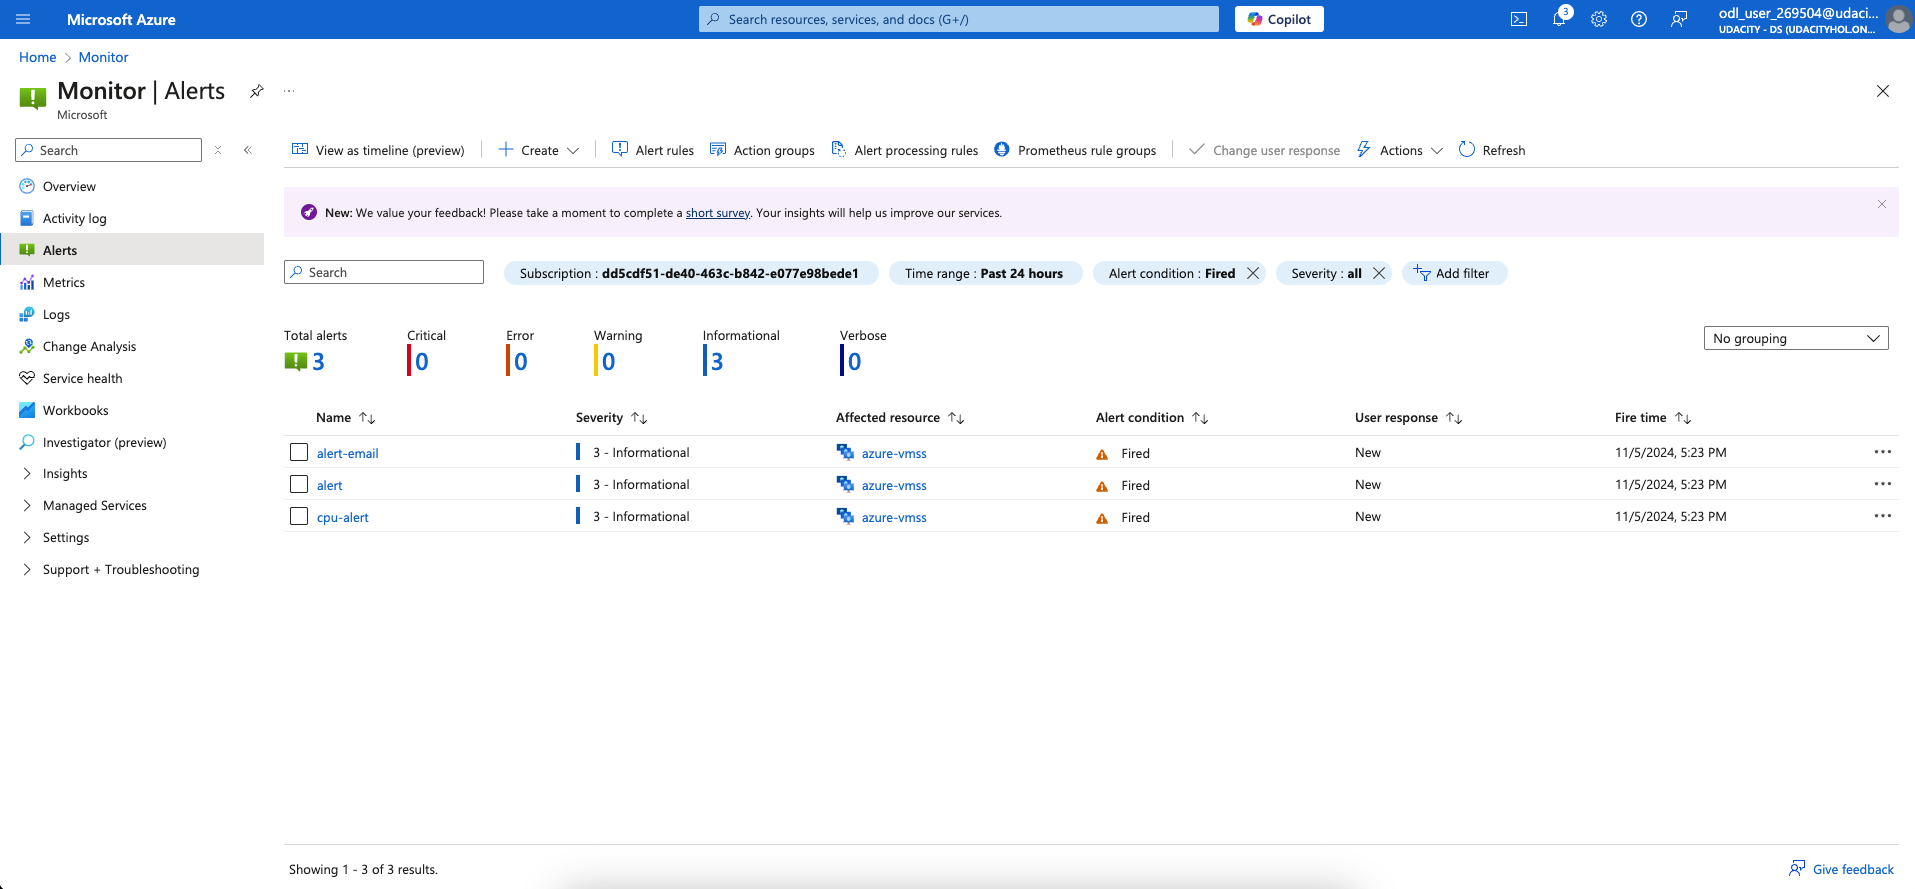 Microsoft Azure
Search resources, services, and docs (G+/)
Copilot
3
odl_user_269504@udaci...
UDACITY - DS (UDACITYHOL.ON...
Home > Monitor
Monitor | Alerts
...
Microsoft
Search
View as timeline (preview)
Create
Alert rules
Action groups
Alert processing rules
Prometheus rule groups
Change user response
Actions
Refresh
Overview
Activity log
Alerts
Metrics
Logs
Change Analysis
Service health
Workbooks
Investigator (preview)
Insights
Managed Services
Settings
Support + Troubleshooting
New: We value your feedback! Please take a moment to complete a short survey. Your insights will help us improve our services.
Search
Subscription : dd5cdf51-de40-463c-b842-e077e98bede1
Time range : Past 24 hours
Alert condition : Fired
Severity : all
Add filter
Total alerts
3
Critical
0
Error
0
Warning
0
Informational
3
Verbose
0
No grouping
Name Severity Affected resource Alert condition User response Fire time
alert-email 3 - Informational azure-vmss Fired New 11/5/2024, 5:23 PM
alert 3 - Informational azure-vmss Fired New 11/5/2024, 5:23 PM
cpu-alert 3 - Informational azure-vmss Fired New 11/5/2024, 5:23 PM
Showing 1 - 3 of 3 results.
Give feedback